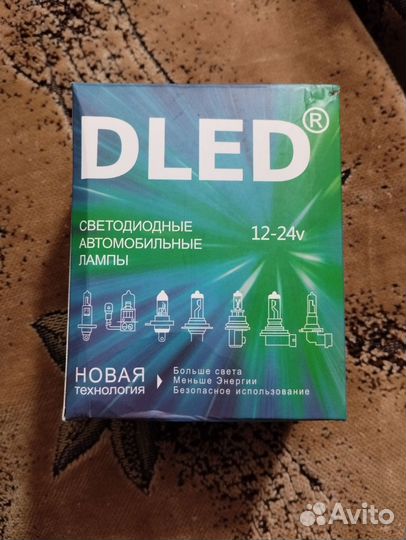 DLED®
СВЕТОДИОДНЫЕ
АВТОМОБИЛЬНЫЕ
ЛАМПЫ
12-24v
НОВАЯ
технология
Больше света
Меньше Энергии
Безопасное использование
Avito